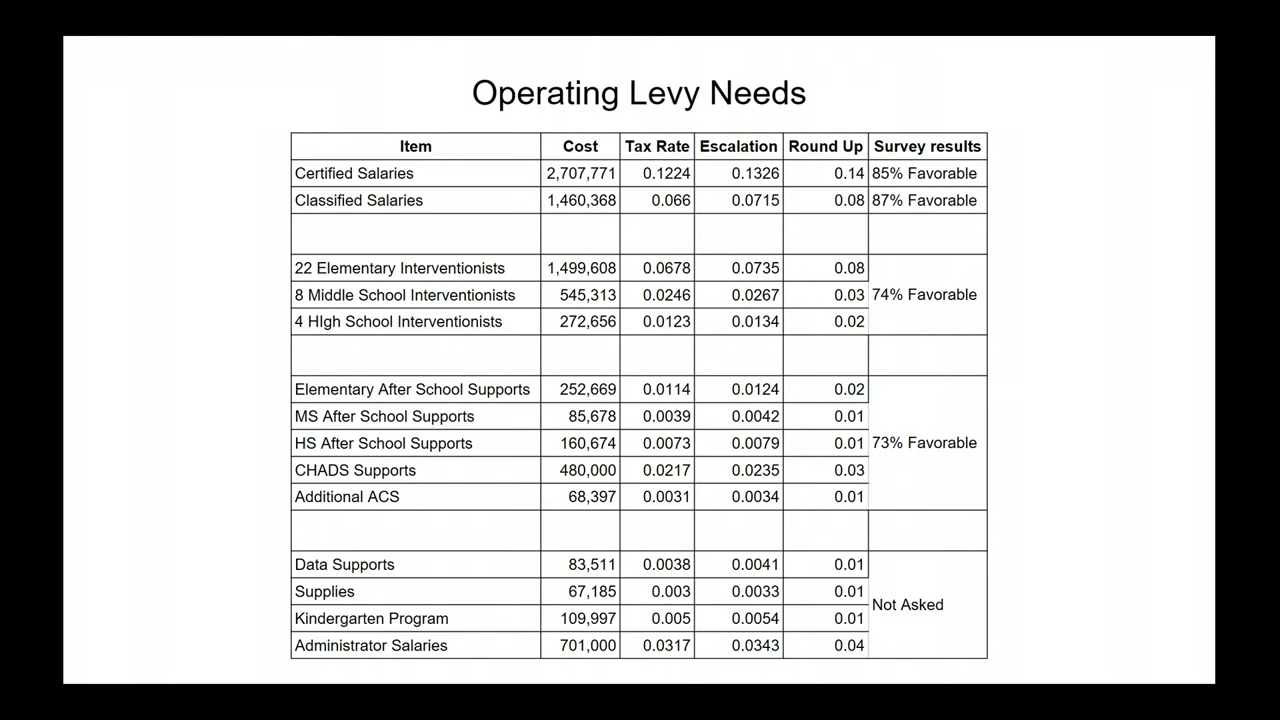 Operating Levy Needs
Item Cost Tax Rate Escalation Round Up Survey results
Certified Salaries 2,707,771 0.1224 0.1326 0.14 85% Favorable
Classified Salaries 1,460,368 0.066 0.0715 0.08 87% Favorable
22 Elementary Interventionists 1,499,608 0.0678 0.0735 0.08
8 Middle School Interventionists 545,313 0.0246 0.0267 0.03 74% Favorable
4 HIgh School Interventionists 272,656 0.0123 0.0134 0.02
Elementary After School Supports 252,669 0.0114 0.0124 0.02
MS After School Supports 85,678 0.0039 0.0042 0.01
HS After School Supports 160,674 0.0073 0.0079 0.01 73% Favorable
CHADS Supports 480,000 0.0217 0.0235 0.03
Additional ACS 68,397 0.0031 0.0034 0.01
Data Supports 83,511 0.0038 0.0041 0.01
Supplies 67,185 0.003 0.0033 0.01 Not Asked
Kindergarten Program 109,997 0.005 0.0054 0.01
Administrator Salaries 701,000 0.0317 0.0343 0.04